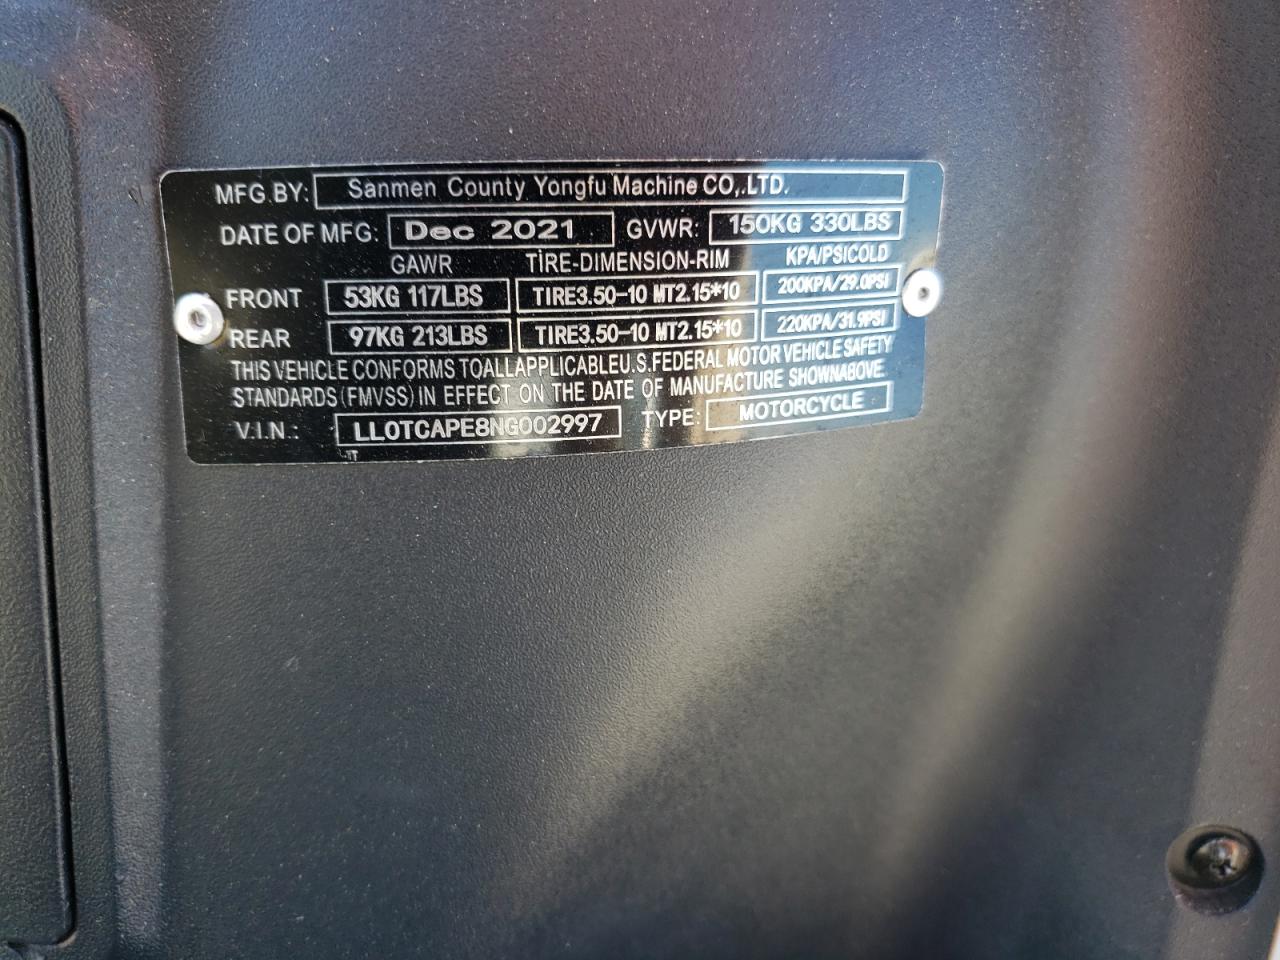 MFG.BY: Sanmen County Yongfu Machine CO,.LTD.
DATE OF MFG: Dec 2021 GVWR: 150KG 330LBS
GAWR TIRE-DIMENSION-RIM KPA/PSICOLD
FRONT 53KG 117LBS TIRE3.50-10 MT2.15*10 200KPA/29.0PSI
REAR 97KG 213LBS TIRE3.50-10 MT2.15*10 220KPA/31.9PSI
THIS VEHICLE CONFORMS TOALLAPPLICABLEU.S.FEDERAL MOTOR VEHICLE SAFETY
STANDARDS(FMVSS)IN EFFECT ON THE DATE OF MANUFACTURE SHOWNABOVE
V.I.N.: LL0TCAPE8NG002997 TYPE: MOTORCYCLE